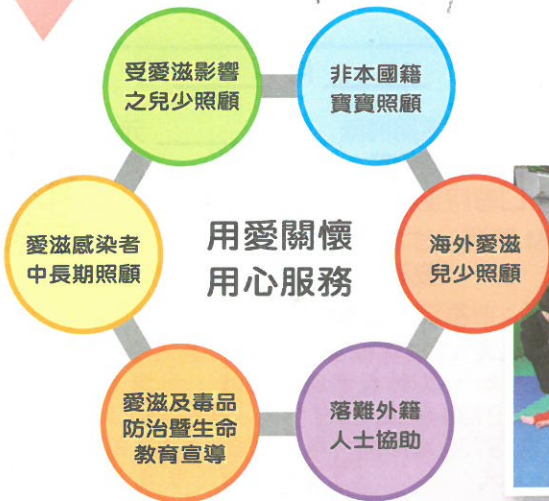 受愛滋影響
之兒少照顧
非本國籍
寶寶照顧
愛滋感染者
中長期照顧
用愛關懷
用心服務
海外愛滋
兒少照顧
愛滋及毒品
防治暨生命
教育宣導
落難外籍
人士協助